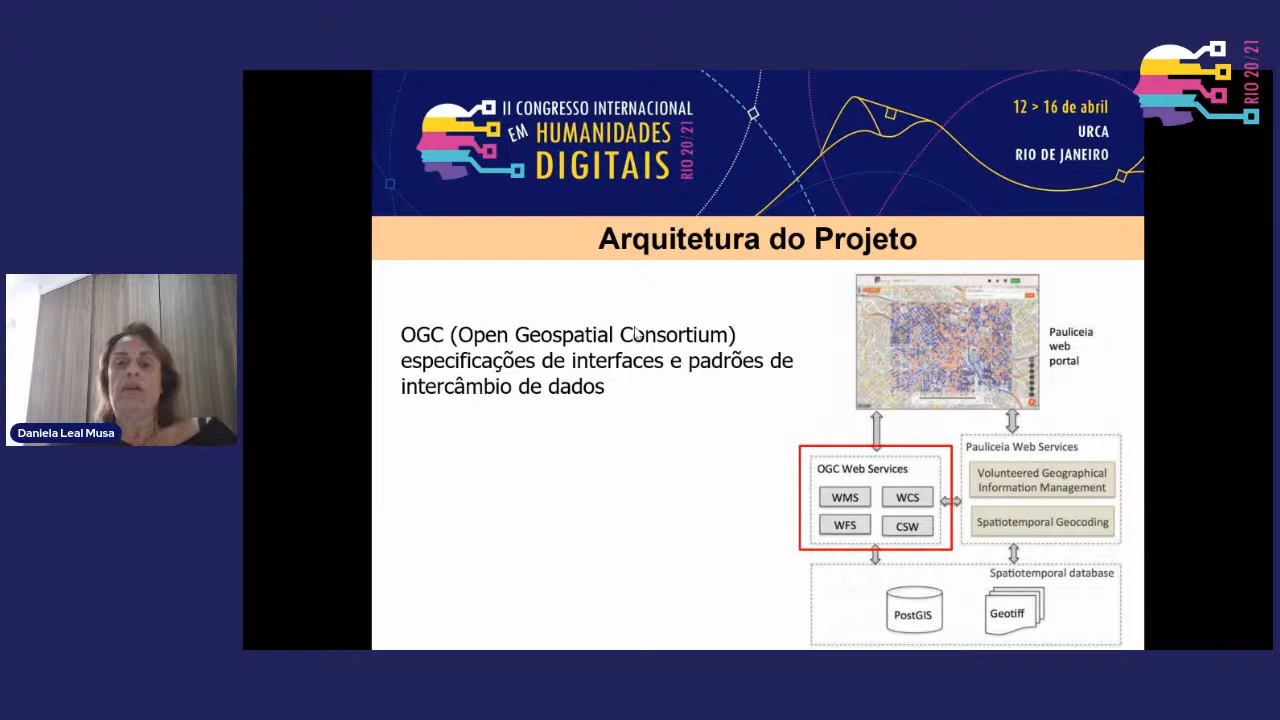 RIO 20/21
II CONGRESSO INTERNACIONAL
EM HUMANIDADES
DIGITAIS
RIO 20/21
12 > 16 de abril
URCA
RIO DE JANEIRO
Arquitetura do Projeto
OGC (Open Geospatial Consortium)
especificações de interfaces e padrões de
intercâmbio de dados
Pauliceia
web
portal
OGC Web Services
WMS
WCS
WFS
CSW
Pauliceia Web Services
Volunteered Geographical
Information Management
Spatiotemporal Geocoding
Spatiotemporal database
PostGIS
Geotiff
Daniela Leal Musa